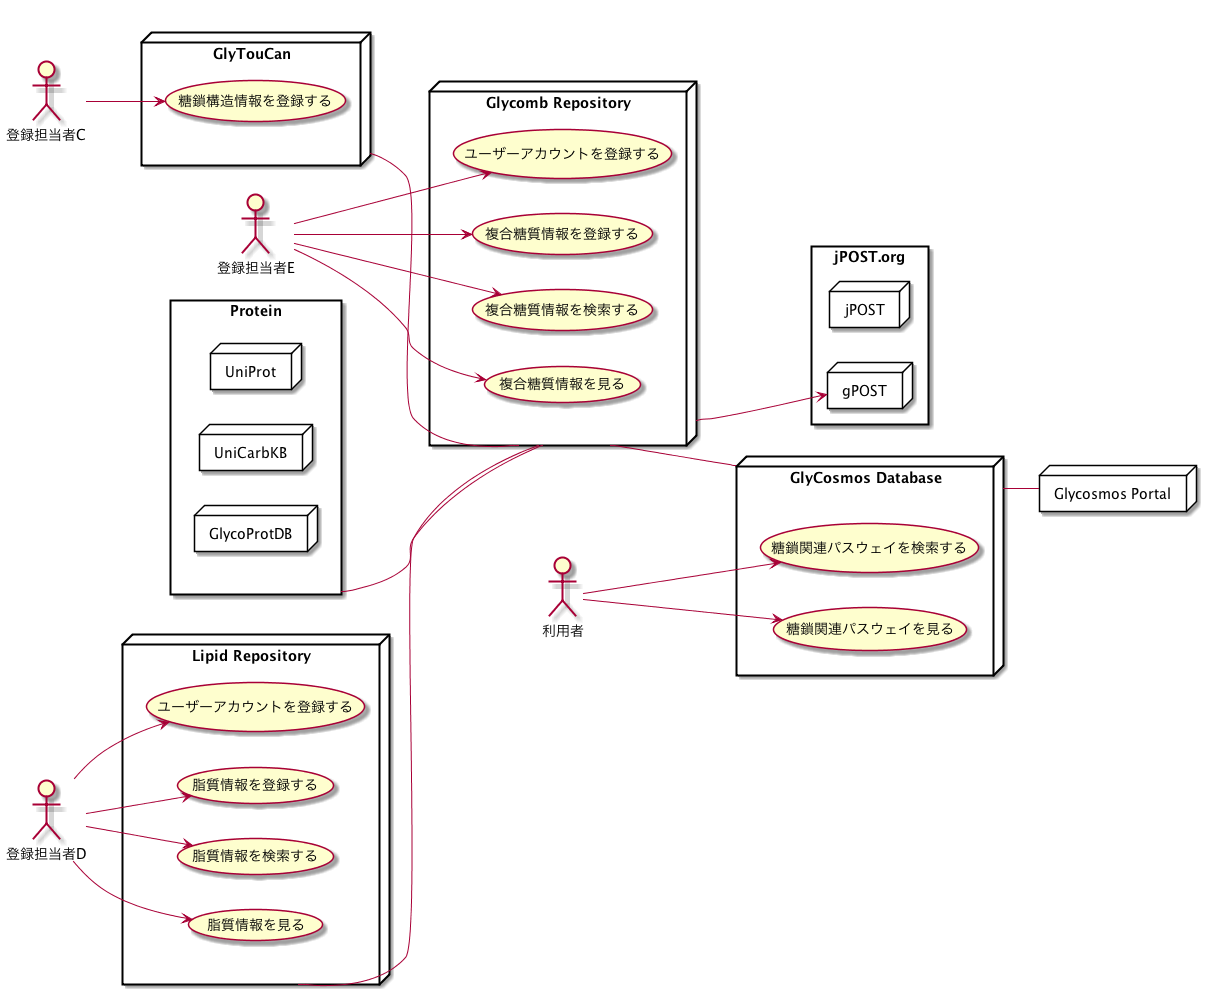 GlyTouCan
糖鎖構造情報を登録する
登録担当者C
Glycomb Repository
ユーザーアカウントを登録する
複合糖質情報を登録する
複合糖質情報を検索する
複合糖質情報を見る
登録担当者E
jPOST.org
jPOST
gPOST
Protein
UniProt
UniCarbKB
GlycoProtDB
GlyCosmos Database
糖鎖関連パスウェイを検索する
糖鎖関連パスウェイを見る
Glycosmos Portal
利用者
Lipid Repository
ユーザーアカウントを登録する
脂質情報を登録する
脂質情報を検索する
脂質情報を見る
登録担当者D